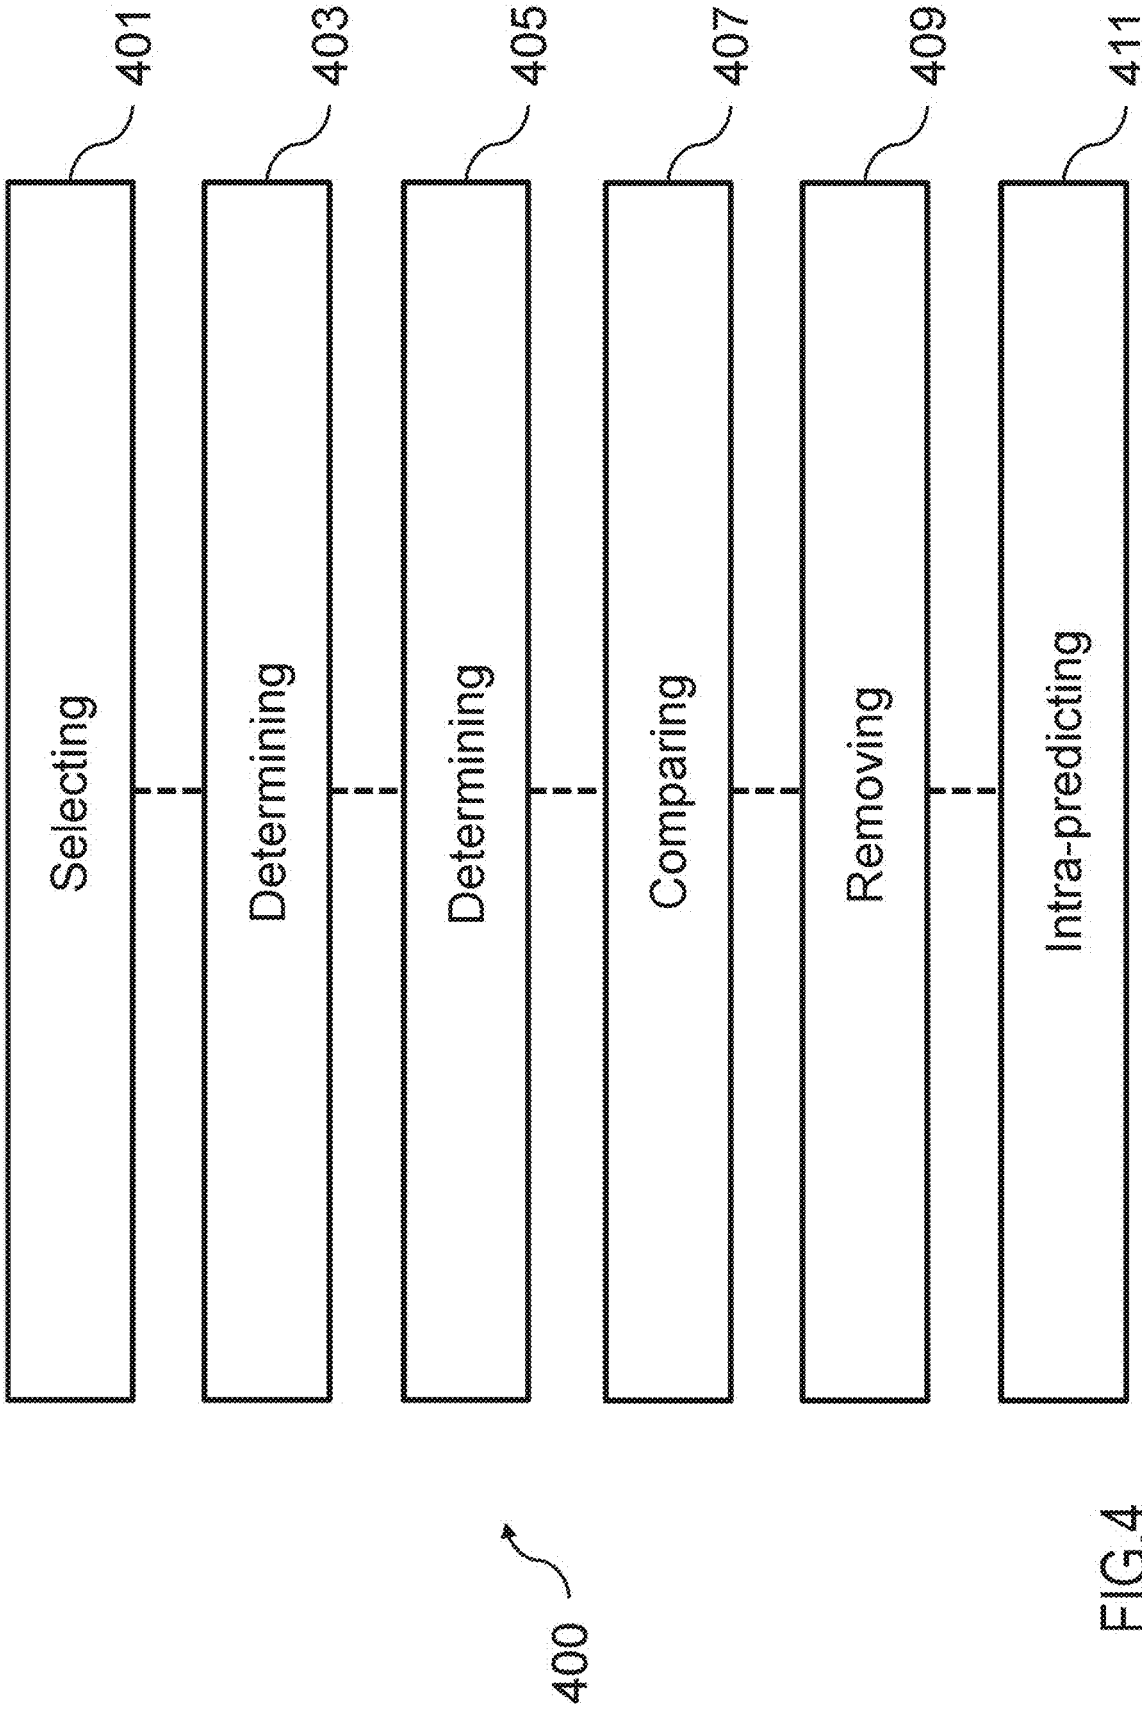 Selecting
401
Determining
403
Determining
405
Comparing
407
Removing
409
Intra-predicting
411
400
FIG.4